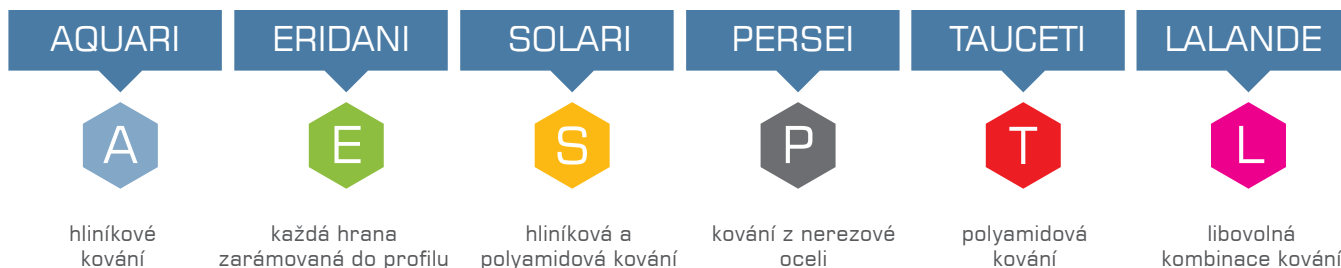 AQUARI
ERIDANI
SOLARI
PERSEI
TAUCETI
LALANDE
A
E
S
P
T
L
hliníkové
kování
každá hrana
zarámovaná do profilu
hliníková a
polyamidová kování
kování z nerezové
oceli
polyamidová
kování
libovolná
kombinace kování